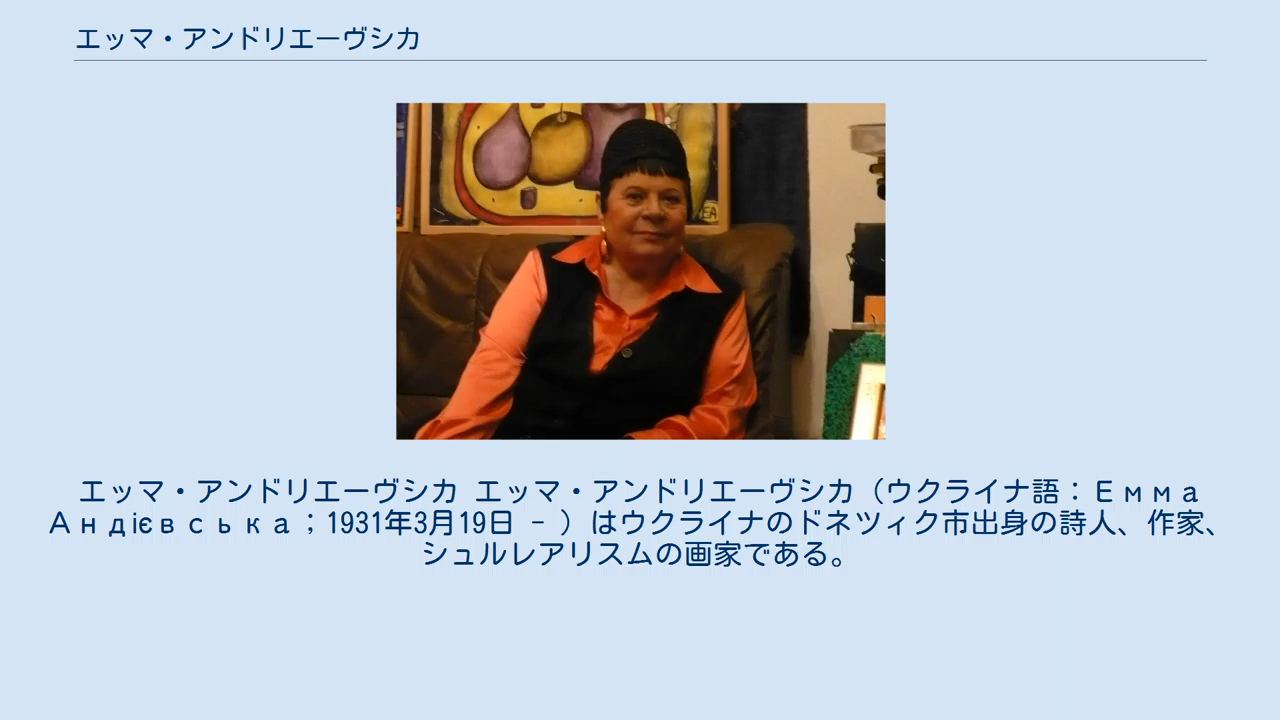 エッマ・アンドリエーヴシカ
EA
エッマ・アンドリエーヴシカ エッマ・アンドリエーヴシカ（ウクライナ語：Емма
Андієвська；1931年3月19日 - ）はウクライナのドネツィク市出身の詩人、作家、
シュルレアリスムの画家である。